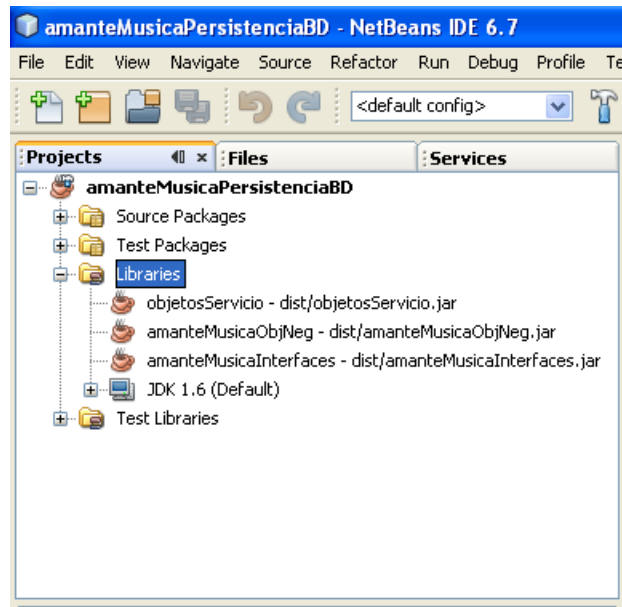 amanteMusicaPersistenciaBD - NetBeans IDE 6.7
File Edit View Navigate Source Refactor Run Debug Profile Te
<default config>
Projects Files Services
amanteMusicaPersistenciaBD
Source Packages
Test Packages
Libraries
objetosServicio - dist/objetosServicio.jar
amanteMusicaObjNeg - dist/amanteMusicaObjNeg.jar
amanteMusicaInterfaces - dist/amanteMusicaInterfaces.jar
JDK 1.6 (Default)
Test Libraries